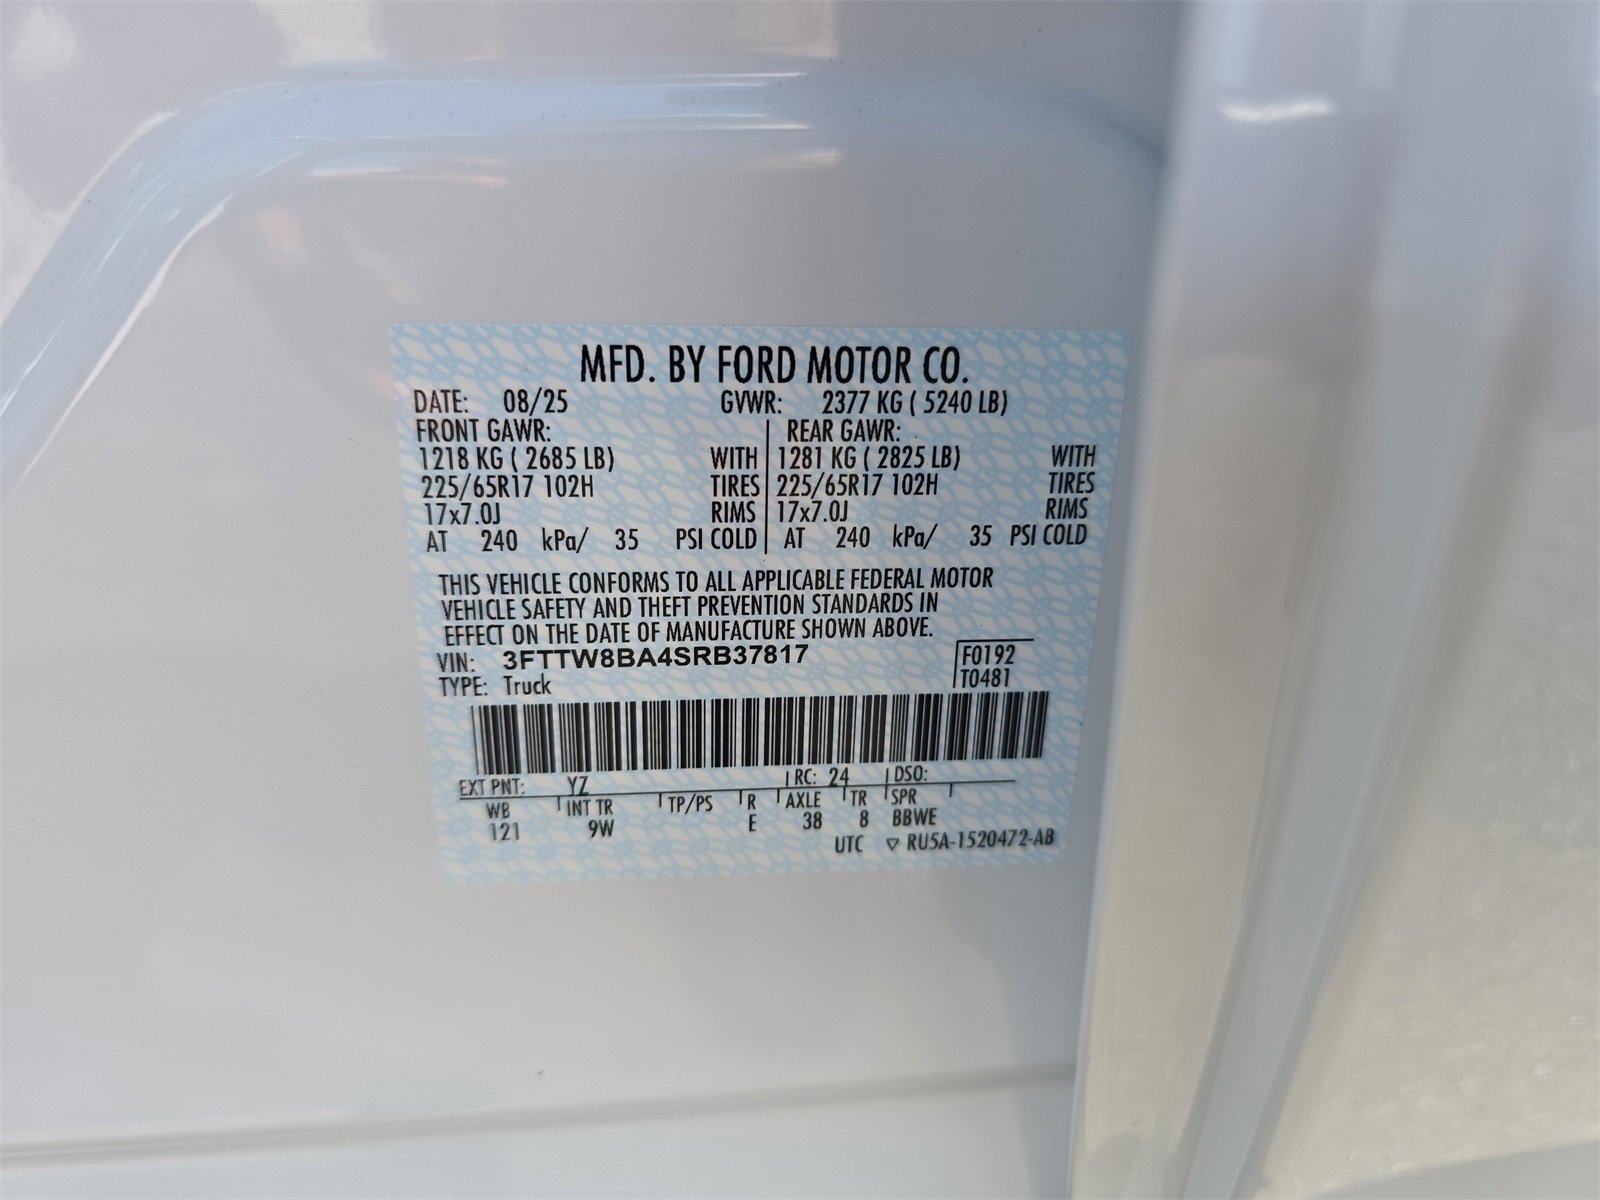 MFD. BY FORD MOTOR CO.
DATE: 08/25 GVWR: 2377 KG ( 5240 LB)
FRONT GAWR: REAR GAWR:
1218 KG ( 2685 LB) WITH 1281 KG ( 2825 LB) WITH
225/65R17 102H TIRES 225/65R17 102H TIRES
17x7.0J RIMS 17x7.0J RIMS
AT 240 kPa/ 35 PSI COLD AT 240 kPa/ 35 PSI COLD
THIS VEHICLE CONFORMS TO ALL APPLICABLE FEDERAL MOTOR
VEHICLE SAFETY AND THEFT PREVENTION STANDARDS IN
EFFECT ON THE DATE OF MANUFACTURE SHOWN ABOVE.
VIN: 3FTTW8BA4SRB37817 F0192
TYPE: Truck T0481
EXT PNT: YZ RC: 24 DSO:
WB INT TR TP/PS R AXLE TR SPR
121 9W E 38 8 BBWE
UTC ▽ RU5A-1520472-AB